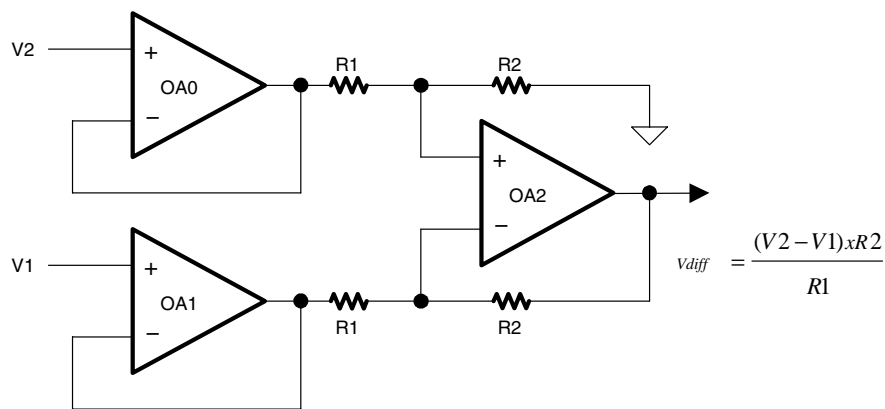 V2
+
OA0
−
R1
R2
+
OA2
−
V1
+
OA1
−
R1
R2
Vdiff = (V2−V1)xR2
R1